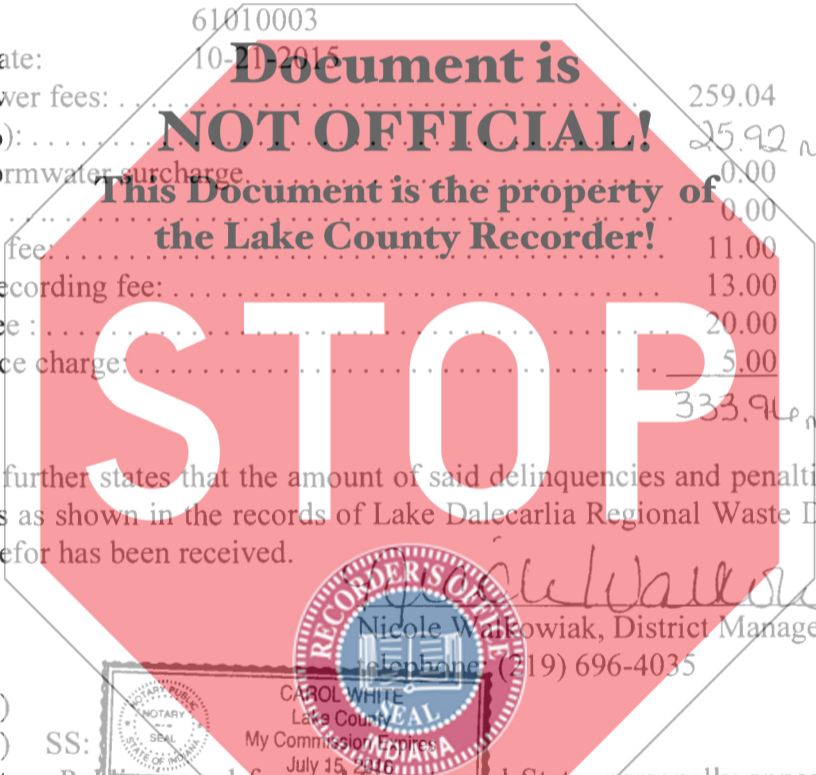 61010003
ate: 10-21-2015
Document is
wer fees: 259.04
NOT OFFICIAL!
): 25.92
ormwater surcharge 0.00
This Document is the property of
0.00
the Lake County Recorder!
fee: 11.00
ecording fee: 13.00
ee : 20.00
ce charge: 5.00
STOP
333.96
further states that the amount of said delinquencies and penalti
s as shown in the records of Lake Dalecarlia Regional Waste D
efor has been received.
RECORDER'S OFFICE
Nicole Walkowiak, District Manage
telephone: (219) 696-4035
SEAL
INDIANA
NOTARY PUBLIC
NOTARY
SEAL
STATE OF INDIANA
CAROL WHITE
Lake County
My Commission Expires
July 15, 2016
)
) SS: